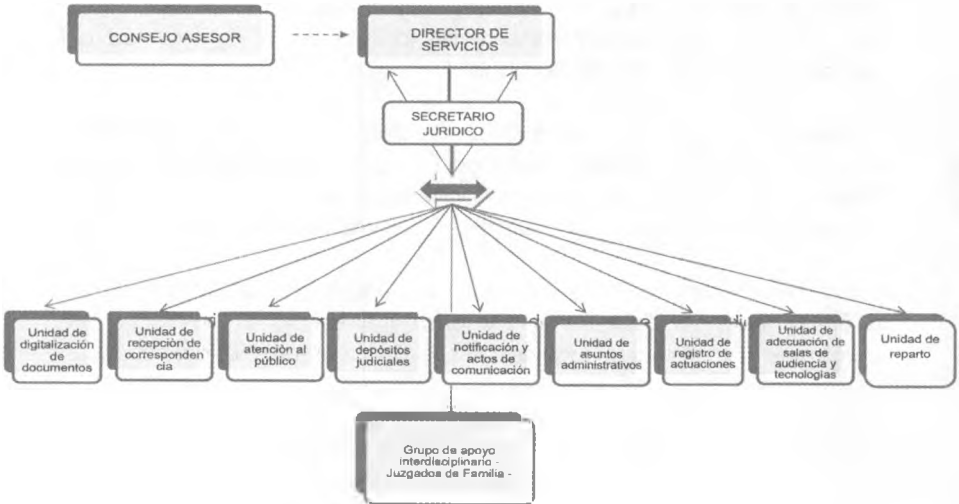 CONSEJO ASESOR
DIRECTOR DE
SERVICIOS
SECRETARIO
JURIDICO
Unidad de
digitalización
de
documentos
Unidad de
recepción de
corresponden
cia
Unidad de
atención al
público
Unidad de
depósitos
judiciales
Unidad de
notificación y
actos de
comunicación
Unidad de
asuntos
administrativos
Unidad de
registro de
actuaciones
Unidad de
adecuación de
salas de
audiencia y
tecnologías
Unidad de
reparto
Grupo de apoyo
interdisciplinario -
Juzgados de Familia -